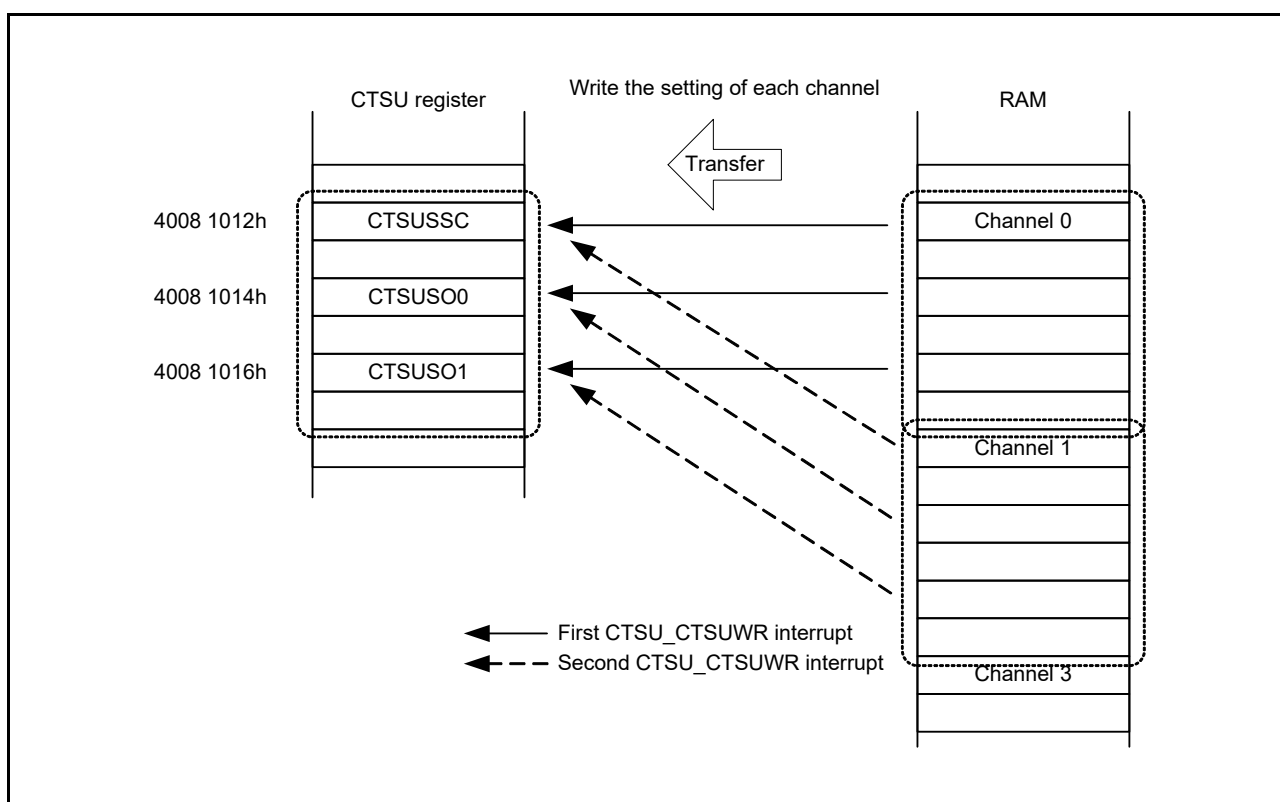 Write the setting of each channel
CTSU register
RAM
Transfer
4008 1012h
CTSUSSC
Channel 0
4008 1014h
CTSUSO0
4008 1016h
CTSUSO1
Channel 1
First CTSU_CTSUWR interrupt
Second CTSU_CTSUWR interrupt
Channel 3